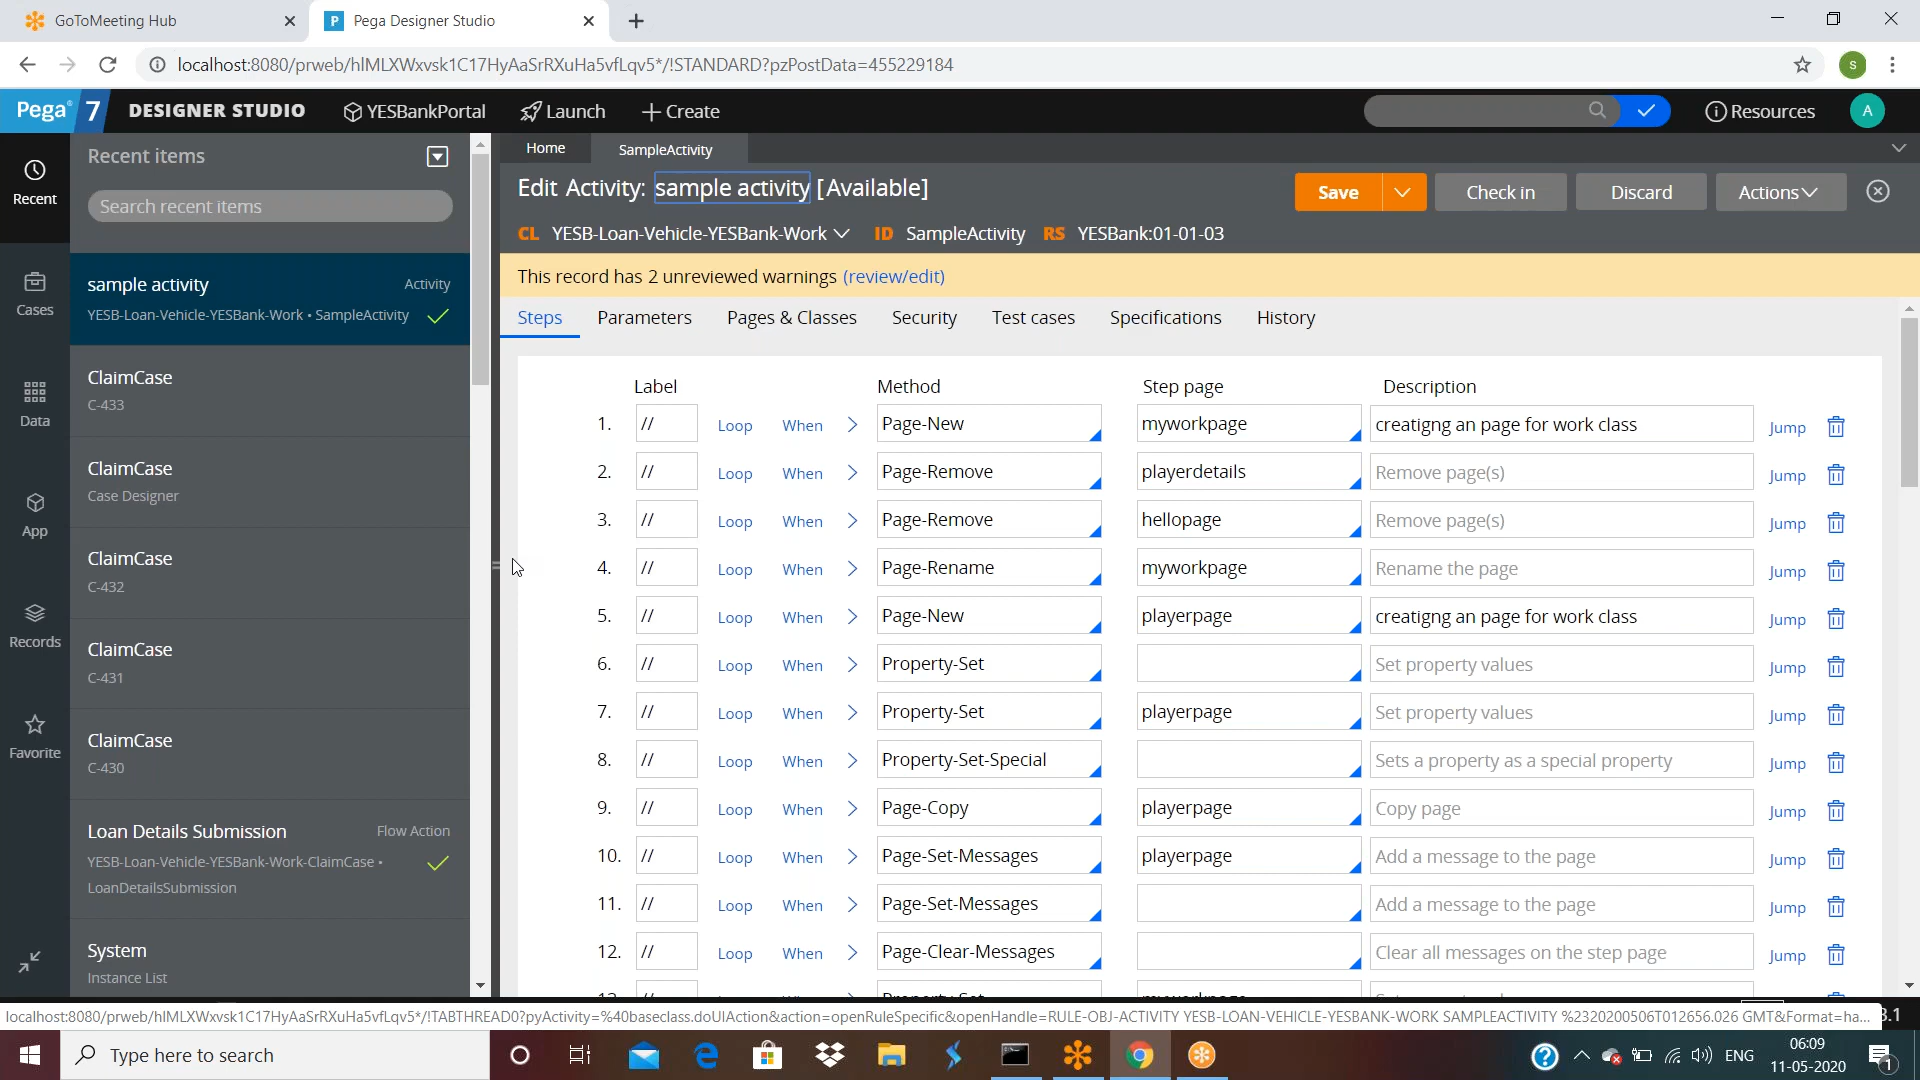 GoToMeeting Hub
Pega Designer Studio
localhost:8080/prweb/hIMLXWxvsk1C17HyAaSrRXuHa5vfLqv5*/!STANDARD?pzPostData=455229184
s
Pega 7 DESIGNER STUDIO YESBankPortal Launch Create Resources A
Recent items
Search recent items
Recent
Cases
Data
App
Records
Favorite
sample activity Activity
YESB-Loan-Vehicle-YESBank-Work • SampleActivity
ClaimCase
C-433
ClaimCase
Case Designer
ClaimCase
C-432
ClaimCase
C-431
ClaimCase
C-430
Loan Details Submission Flow Action
YESB-Loan-Vehicle-YESBank-Work-ClaimCase •
LoanDetailsSubmission
System
Instance List
Home SampleActivity
Edit Activity: sample activity [Available]
Save Check in Discard Actions
CL YESB-Loan-Vehicle-YESBank-Work ID SampleActivity RS YESBank:01-01-03
This record has 2 unreviewed warnings (review/edit)
Steps Parameters Pages & Classes Security Test cases Specifications History
Label Method Step page Description
1. // Loop When Page-New myworkpage creatigng an page for work class Jump
2. // Loop When Page-Remove playerdetails Remove page(s) Jump
3. // Loop When Page-Remove hellopage Remove page(s) Jump
4. // Loop When Page-Rename myworkpage Rename the page Jump
5. // Loop When Page-New playerpage creatigng an page for work class Jump
6. // Loop When Property-Set Set property values Jump
7. // Loop When Property-Set playerpage Set property values Jump
8. // Loop When Property-Set-Special Sets a property as a special property Jump
9. // Loop When Page-Copy playerpage Copy page Jump
10. // Loop When Page-Set-Messages playerpage Add a message to the page Jump
11. // Loop When Page-Set-Messages Add a message to the page Jump
12. // Loop When Page-Clear-Messages Clear all messages on the step page Jump
localhost:8080/prweb/hIMLXWxvsk1C17HyAaSrRXuHa5vfLqv5*/!TABTHREAD0?pyActivity=%40baseclass.doUIAction&action=openRuleSpecific&openHandle=RULE-OBJ-ACTIVITY YESB-LOAN-VEHICLE-YESBANK-WORK SAMPLEACTIVITY %2320200506T012656.026 GMT&Format=ha...
Type here to search
ENG
06:09
11-05-2020
1